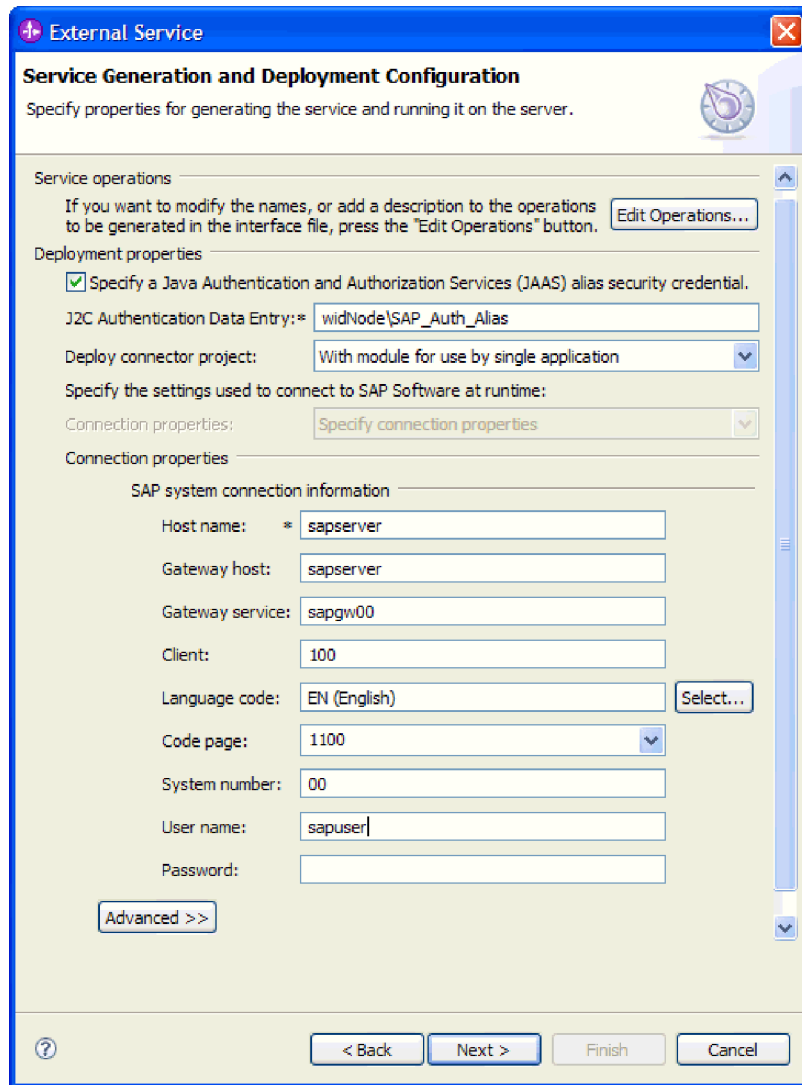 External Service
Service Generation and Deployment Configuration
Specify properties for generating the service and running it on the server.
Service operations
If you want to modify the names, or add a description to the operations
to be generated in the interface file, press the "Edit Operations" button.
Edit Operations...
Deployment properties
Specify a Java Authentication and Authorization Services (JAAS) alias security credential.
J2C Authentication Data Entry:* widNode\SAP_Auth_Alias
Deploy connector project: With module for use by single application
Specify the settings used to connect to SAP Software at runtime:
Connection properties: Specify connection properties
Connection properties
SAP system connection information
Host name: * sapserver
Gateway host: sapserver
Gateway service: sapgw00
Client: 100
Language code: EN (English) Select...
Code page: 1100
System number: 00
User name: sapuser
Password:
Advanced >>
? < Back Next > Finish Cancel